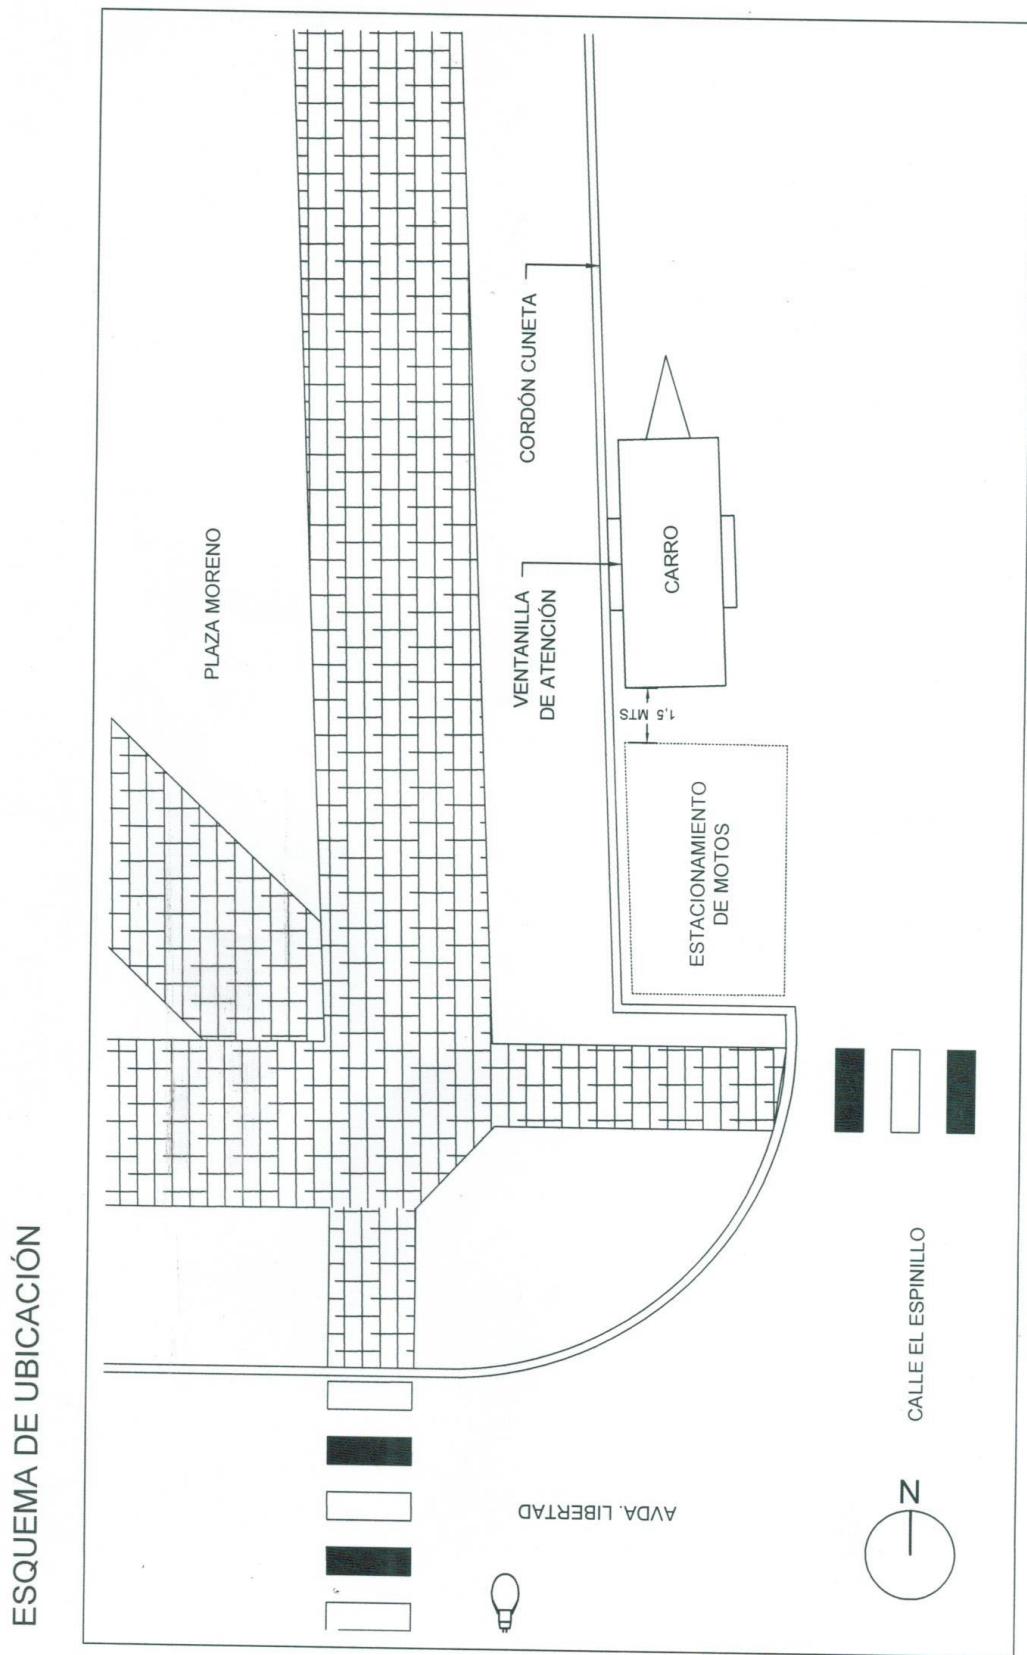 ESQUEMA DE UBICACIÓN
PLAZA MORENO
CORDÓN CUNETA
VENTANILLA
DE ATENCIÓN
CARRO
1,5 MTS
ESTACIONAMIENTO
DE MOTOS
AVDA. LIBERTAD
CALLE EL ESPINILLO
N